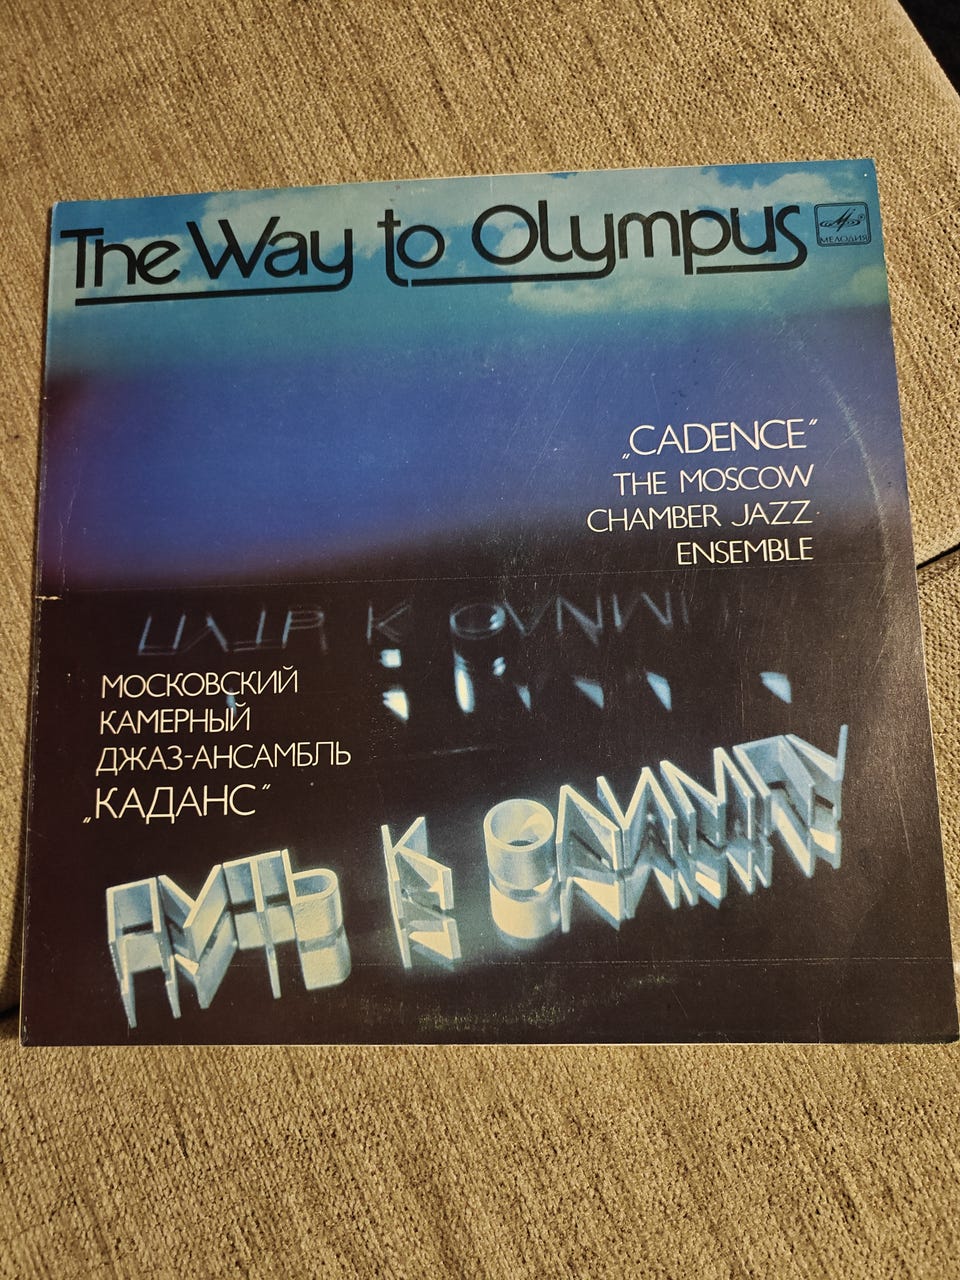 The Way to Olympus
МЕЛОДИЯ
„CADENCE”
THE MOSCOW
CHAMBER JAZZ
ENSEMBLE
МОСКОВСКИЙ
КАМЕРНЫЙ
ДЖАЗ-АНСАМБЛЬ
„КАДАНС”
ПУТЬ К ОЛИМПУ